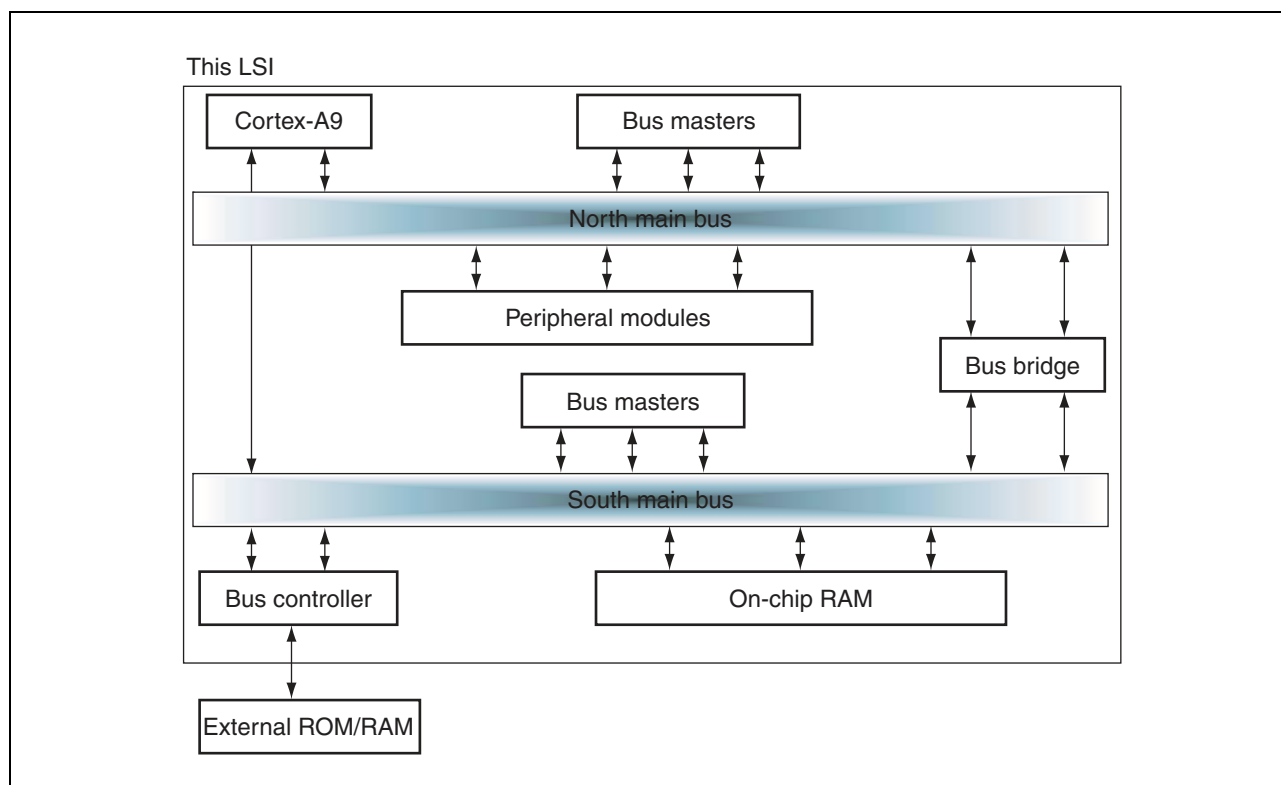 This LSI
Cortex-A9
Bus masters
North main bus
Peripheral modules
Bus bridge
Bus masters
South main bus
Bus controller
On-chip RAM
External ROM/RAM